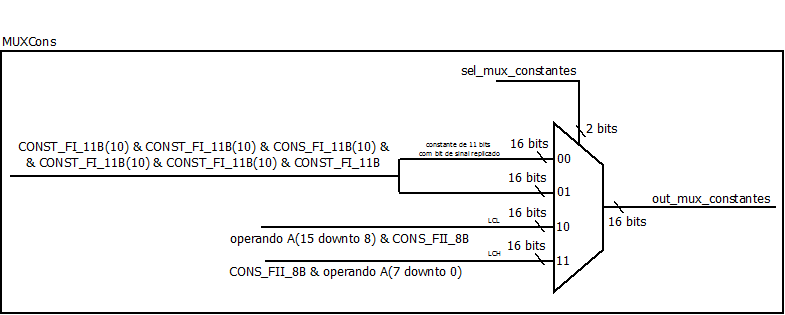 MUXCons
sel_mux_constantes
2 bits
CONST_FI_11B(10) & CONST_FI_11B(10) & CONS_FI_11B(10) &
& CONST_FI_11B(10) & CONST_FI_11B(10) & CONST_FI_11B
constante de 11 bits
com bit de sinal replicado
16 bits
00
16 bits
01
out_mux_constantes
16 bits
LCL
16 bits
10
operando A(15 downto 8) & CONS_FII_8B
LCH
16 bits
11
CONS_FII_8B & operando A(7 downto 0)